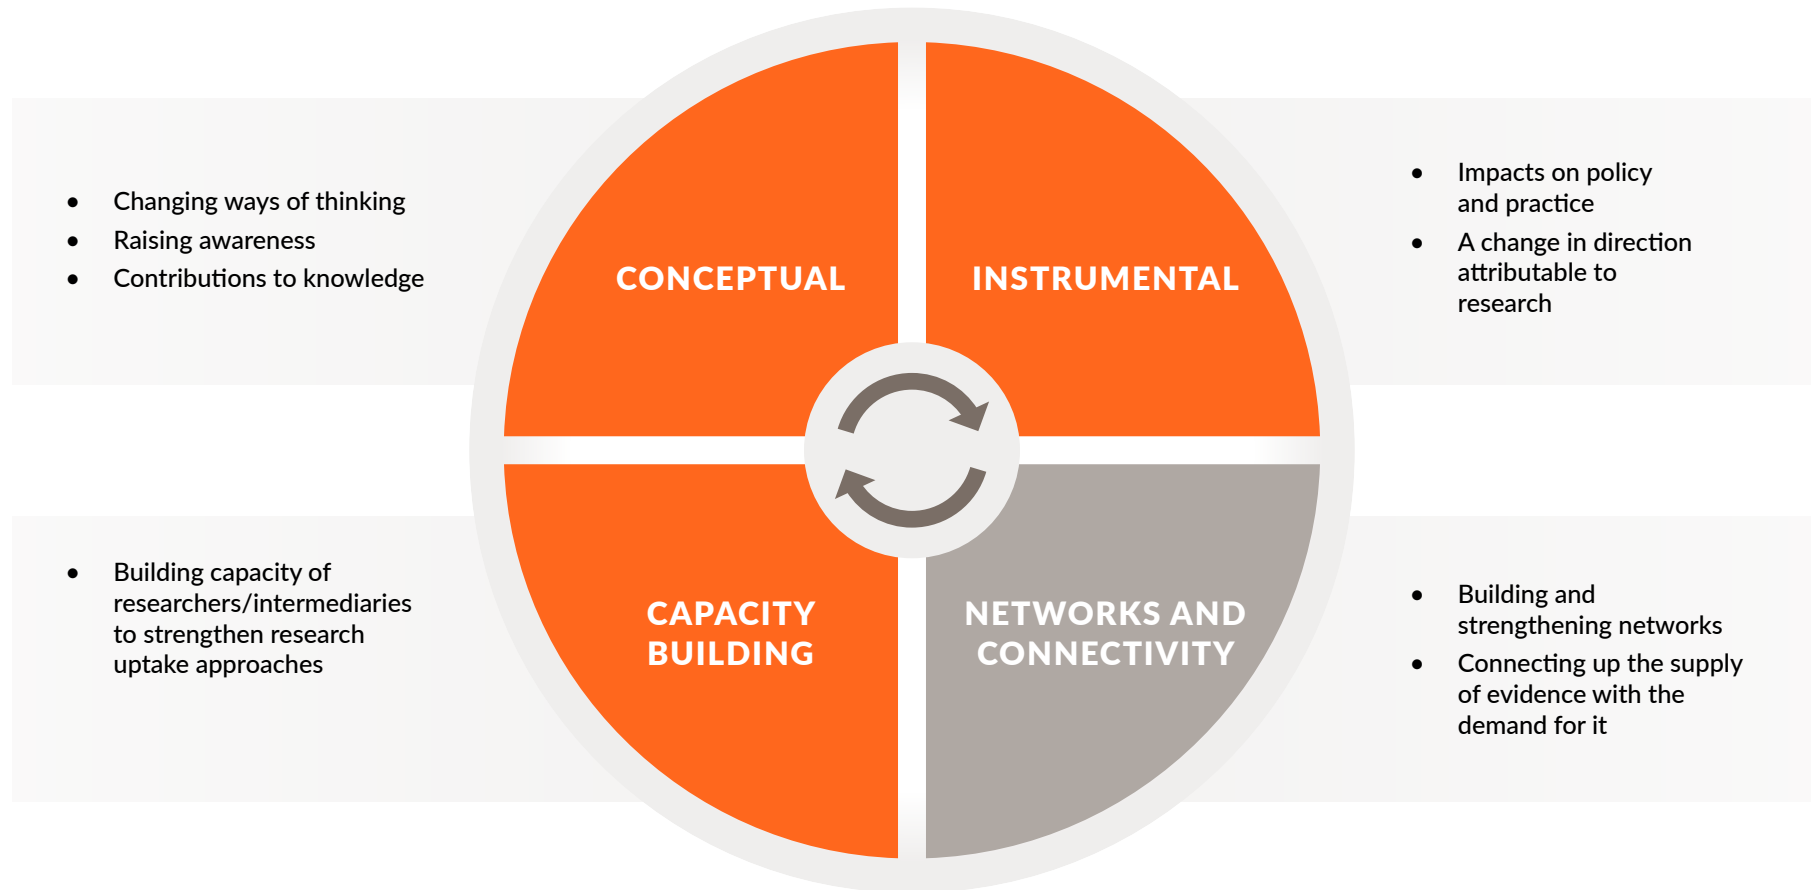 • Changing ways of thinking
• Raising awareness
• Contributions to knowledge
CONCEPTUAL
INSTRUMENTAL
• Impacts on policy
and practice
• A change in direction
attributable to
research
• Building capacity of
researchers/intermediaries
to strengthen research
uptake approaches
CAPACITY
BUILDING
NETWORKS AND
CONNECTIVITY
• Building and
strengthening networks
• Connecting up the supply
of evidence with the
demand for it